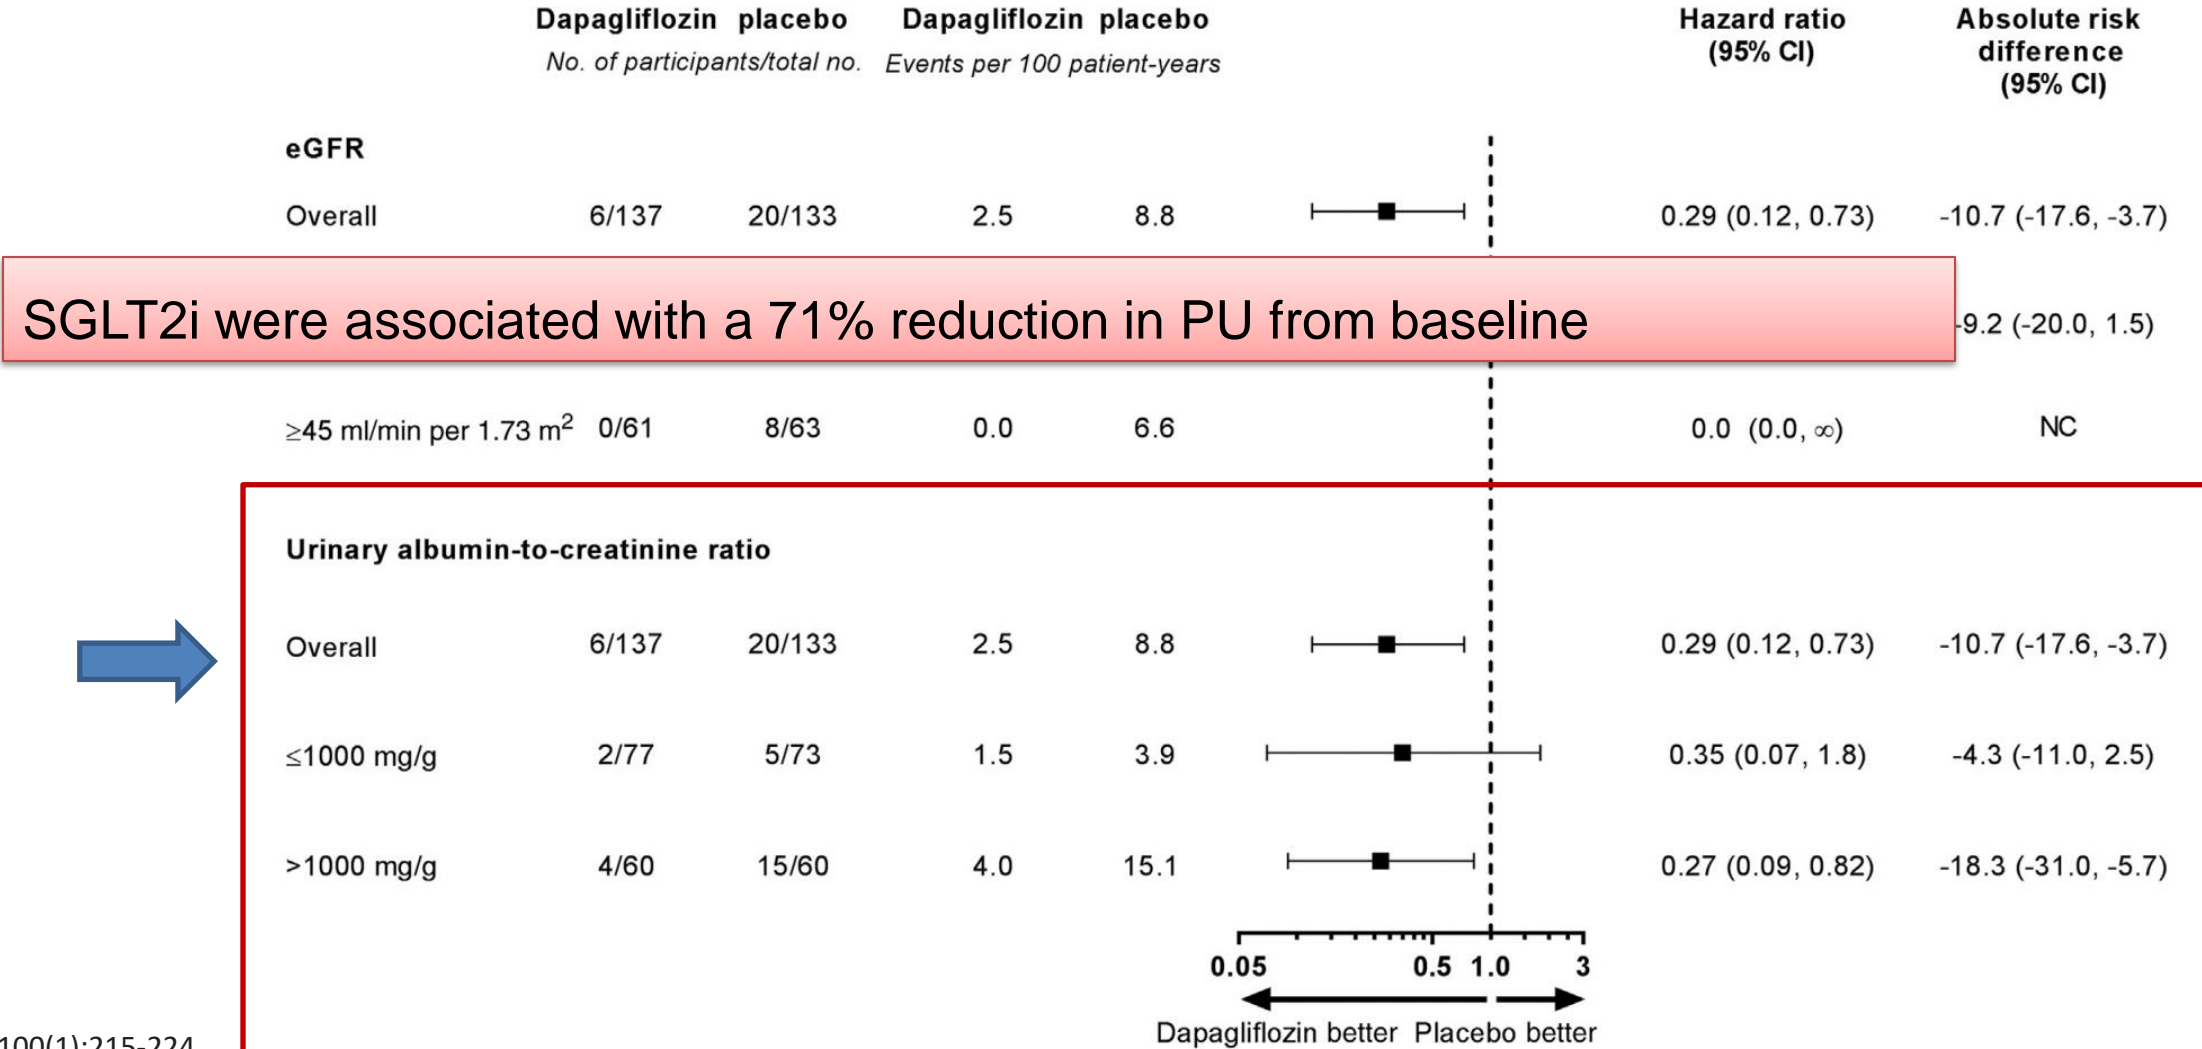 Dapagliflozin placebo Dapagliflozin placebo Hazard ratio (95% CI) Absolute risk difference (95% CI)
No. of participants/total no. Events per 100 patient-years
eGFR
Overall 6/137 20/133 2.5 8.8 0.29 (0.12, 0.73) -10.7 (-17.6, -3.7)
SGLT2i were associated with a 71% reduction in PU from baseline -9.2 (-20.0, 1.5)
≥45 ml/min per 1.73 m² 0/61 8/63 0.0 6.6 0.0 (0.0, ∞) NC
Urinary albumin-to-creatinine ratio
Overall 6/137 20/133 2.5 8.8 0.29 (0.12, 0.73) -10.7 (-17.6, -3.7)
≤1000 mg/g 2/77 5/73 1.5 3.9 0.35 (0.07, 1.8) -4.3 (-11.0, 2.5)
>1000 mg/g 4/60 15/60 4.0 15.1 0.27 (0.09, 0.82) -18.3 (-31.0, -5.7)
0.05 0.5 1.0 3
Dapagliflozin better Placebo better
100(1):215-224